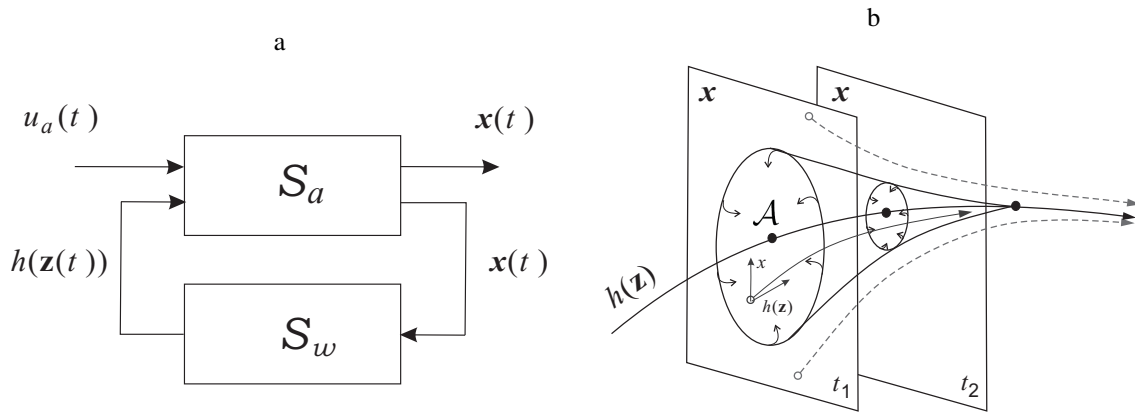 a
u_a(t)
x(t)
S_a
h(z(t))
x(t)
S_w
b
x
x
A
x
h(z)
h(z)
t_1
t_2